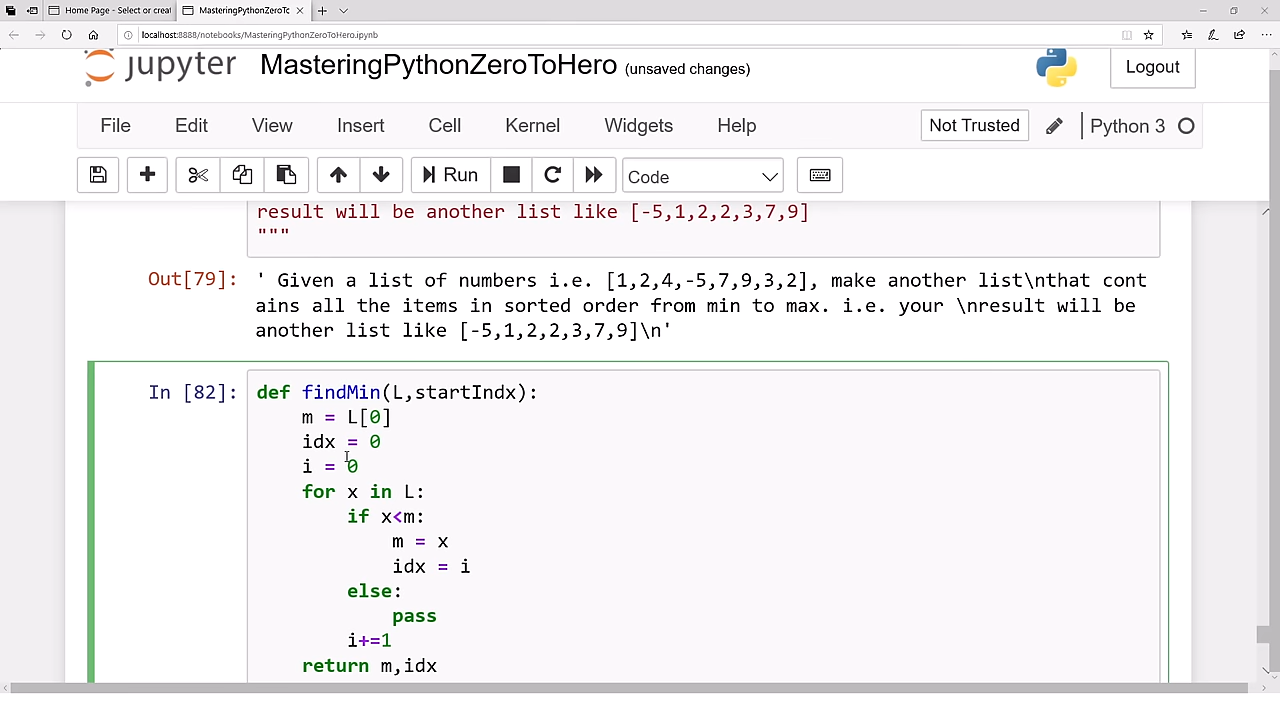 Home Page - Select or creat
MasteringPythonZeroToH
localhost:8888/notebooks/MasteringPythonZeroToHero.ipynb
jupyter MasteringPythonZeroToHero (unsaved changes)
Logout
File Edit View Insert Cell Kernel Widgets Help
Not Trusted
Python 3
Run
Code
result will be another list like [-5,1,2,2,3,7,9]
"""
Out[79]: ' Given a list of numbers i.e. [1,2,4,-5,7,9,3,2], make another list\nthat cont
ains all the items in sorted order from min to max. i.e. your \nresult will be
another list like [-5,1,2,2,3,7,9]\n'
In [82]: def findMin(L,startIndx):
m = L[0]
idx = 0
i = 0
for x in L:
if x<m:
m = x
idx = i
else:
pass
i+=1
return m,idx